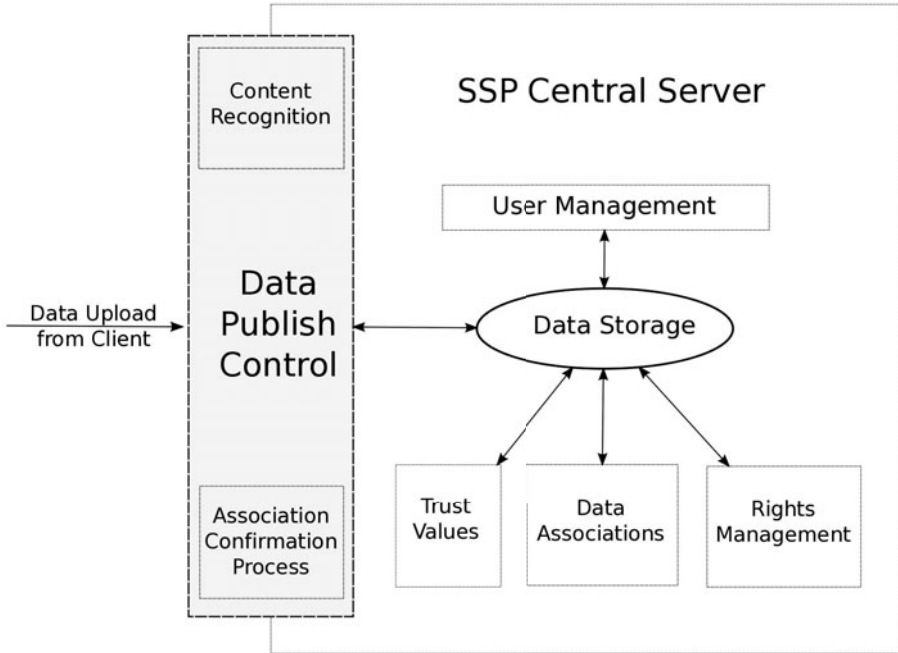 SSP Central Server
Content
Recognition
User Management
Data Upload
from Client
Data
Publish
Control
Data Storage
Association
Confirmation
Process
Trust
Values
Data
Associations
Rights
Management